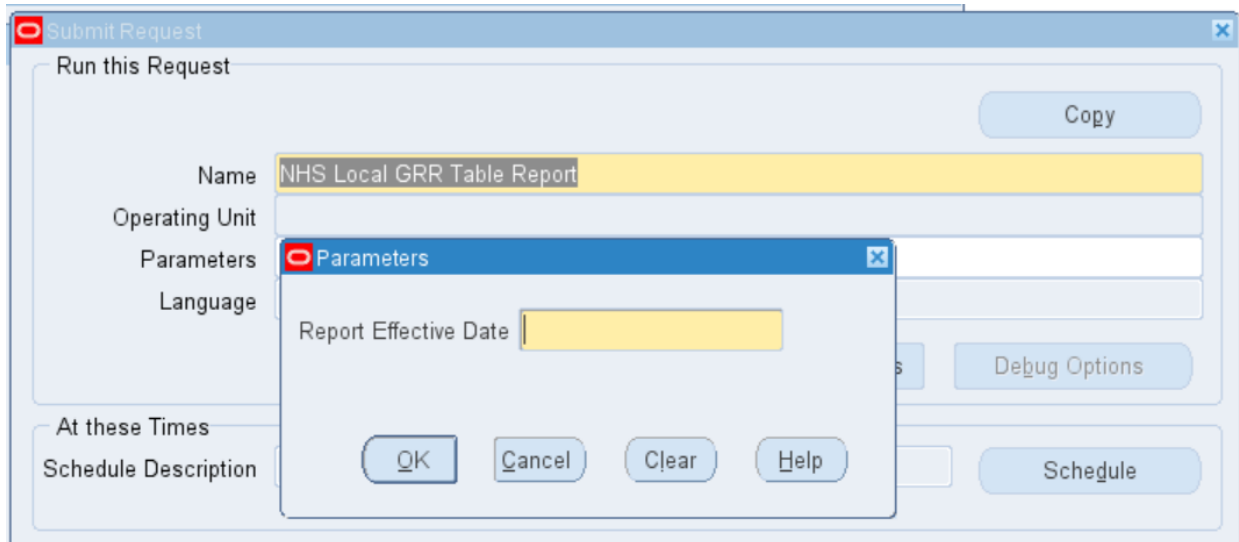 Submit Request
Run this Request
Copy
Name NHS Local GRR Table Report
Operating Unit
Parameters
Parameters
Language
Report Effective Date
s Debug Options
At these Times
OK Cancel Clear Help
Schedule Description Schedule